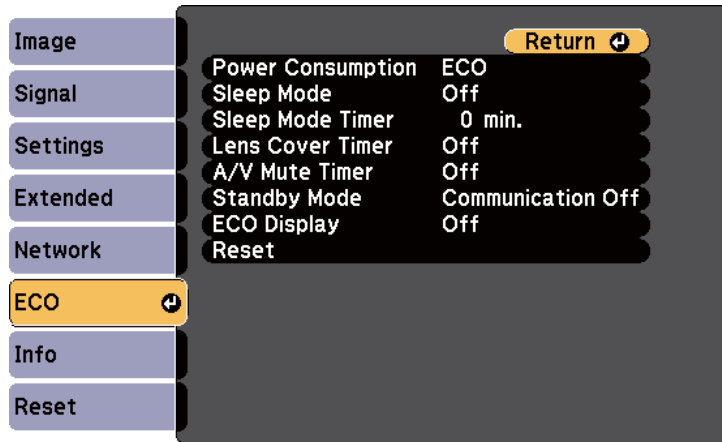 Image
Signal
Settings
Extended
Network
ECO
Info
Reset
Return
Power Consumption ECO
Sleep Mode Off
Sleep Mode Timer 0 min.
Lens Cover Timer Off
A/V Mute Timer Off
Standby Mode Communication Off
ECO Display Off
Reset